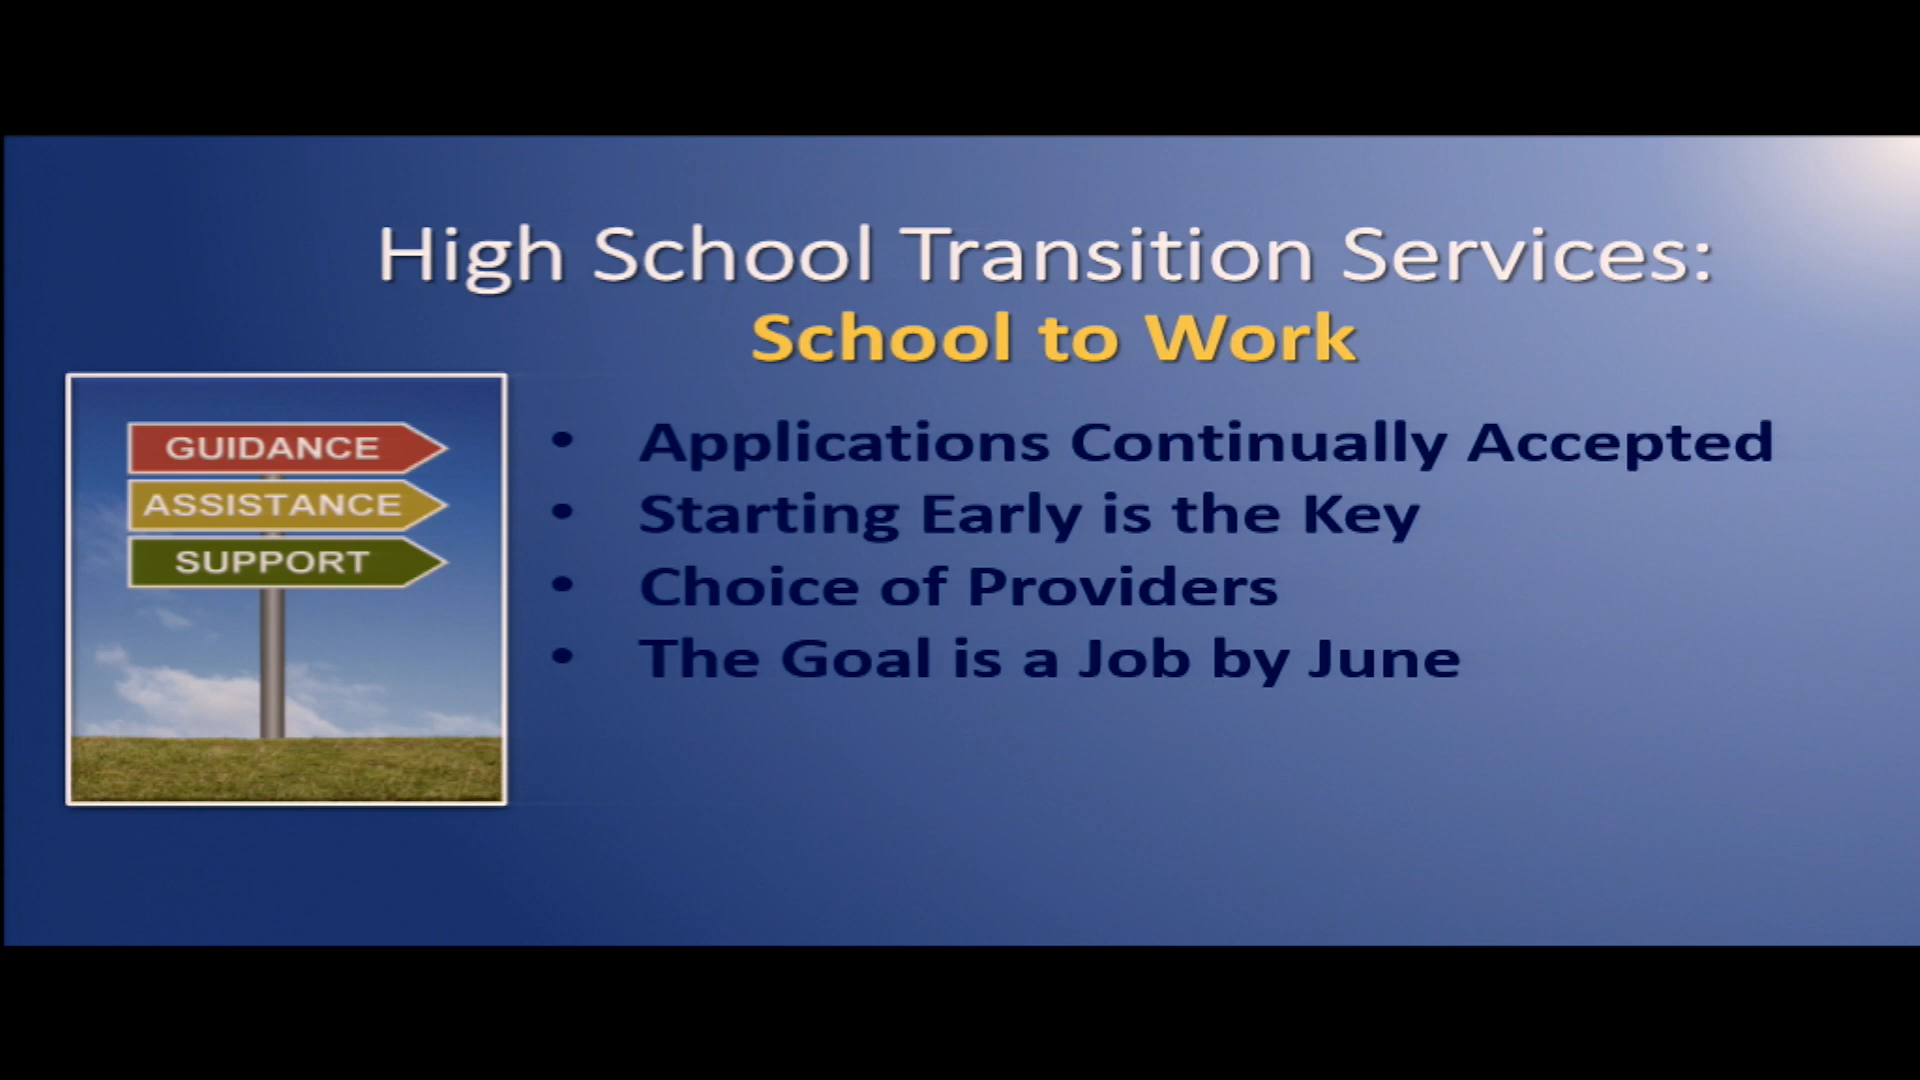 High School Transition Services:
School to Work
GUIDANCE
ASSISTANCE
SUPPORT
• Applications Continually Accepted
• Starting Early is the Key
• Choice of Providers
• The Goal is a Job by June